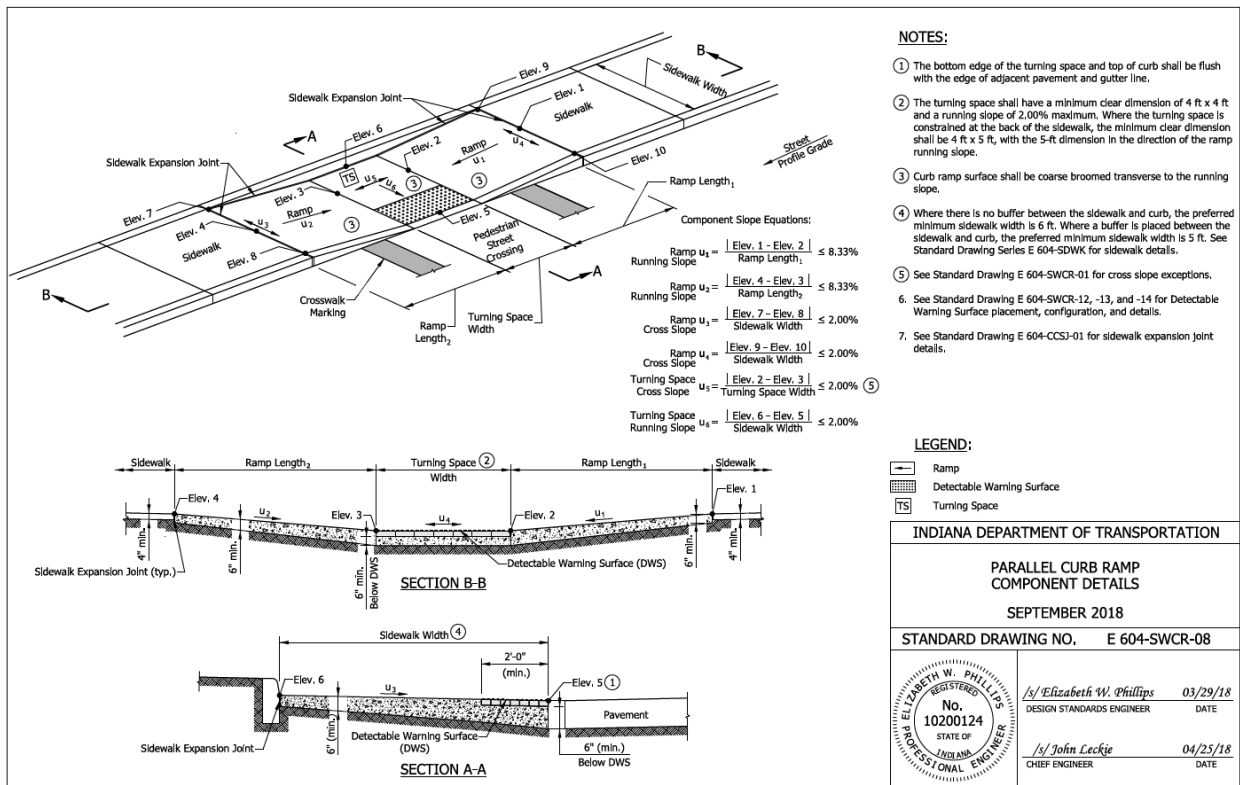 B
Elev. 9
Sidewalk Width
Elev. 1
Sidewalk Expansion Joint
Sidewalk
A
Elev. 6
u4
Elev. 2
Ramp
u1
Elev. 10
Street
Profile Grade
Sidewalk Expansion Joint
TS
u5
u6
3
3
Ramp Length1
Elev. 3
Elev. 7
Ramp
u2
3
Elev. 5
Elev. 4
u3
Sidewalk
Elev. 8
Pedestrian
Street
Crossing
A
B
Crosswalk
Marking
Ramp
Length2
Turning Space
Width
Component Slope Equations:
Ramp u1 = | Elev. 1 - Elev. 2 | ≤ 8.33%
Running Slope Ramp Length1
Ramp u2 = | Elev. 4 - Elev. 3 | ≤ 8.33%
Running Slope Ramp Length2
Ramp u3 = | Elev. 7 - Elev. 8 | ≤ 2.00%
Cross Slope Sidewalk Width
Ramp u4 = | Elev. 9 - Elev. 10 | ≤ 2.00%
Cross Slope Sidewalk Width
Turning Space u5 = | Elev. 2 - Elev. 3 | ≤ 2.00% 5
Cross Slope Turning Space Width
Turning Space u6 = | Elev. 6 - Elev. 5 | ≤ 2.00%
Running Slope Sidewalk Width
NOTES:
1 The bottom edge of the turning space and top of curb shall be flush
with the edge of adjacent pavement and gutter line.
2 The turning space shall have a minimum clear dimension of 4 ft x 4 ft
and a running slope of 2.00% maximum. Where the turning space is
constrained at the back of the sidewalk, the minimum clear dimension
shall be 4 ft x 5 ft, with the 5-ft dimension in the direction of the ramp
running slope.
3 Curb ramp surface shall be coarse broomed transverse to the running
slope.
4 Where there is no buffer between the sidewalk and curb, the preferred
minimum sidewalk width is 6 ft. Where a buffer is placed between the
sidewalk and curb, the preferred minimum sidewalk width is 5 ft. See
Standard Drawing Series E 604-SDWK for sidewalk details.
5 See Standard Drawing E 604-SWCR-01 for cross slope exceptions.
6. See Standard Drawing E 604-SWCR-12, -13, and -14 for Detectable
Warning Surface placement, configuration, and details.
7. See Standard Drawing E 604-CCSJ-01 for sidewalk expansion joint
details.
LEGEND:
Ramp
Detectable Warning Surface
TS Turning Space
Sidewalk
Ramp Length2
Turning Space 2
Width
Ramp Length1
Sidewalk
Elev. 4
u2
Elev. 3
u4
Elev. 2
u1
Elev. 1
4" min.
6" min.
6" min.
Below DWS
6" min.
4" min.
Sidewalk Expansion Joint (typ.)
Detectable Warning Surface (DWS)
SECTION B-B
Sidewalk Width 4
2'-0"
(min.)
Elev. 6
u3
Elev. 5 1
6" (min.)
Pavement
Sidewalk Expansion Joint
Detectable Warning Surface
(DWS)
6" (min.)
Below DWS
SECTION A-A
INDIANA DEPARTMENT OF TRANSPORTATION
PARALLEL CURB RAMP
COMPONENT DETAILS
SEPTEMBER 2018
STANDARD DRAWING NO. E 604-SWCR-08
ELIZABETH W. PHILLIPS
REGISTERED
No.
10200124
STATE OF
INDIANA
PROFESSIONAL ENGINEER
/s/ Elizabeth W. Phillips 03/29/18
DESIGN STANDARDS ENGINEER DATE
/s/ John Leckie 04/25/18
CHIEF ENGINEER DATE